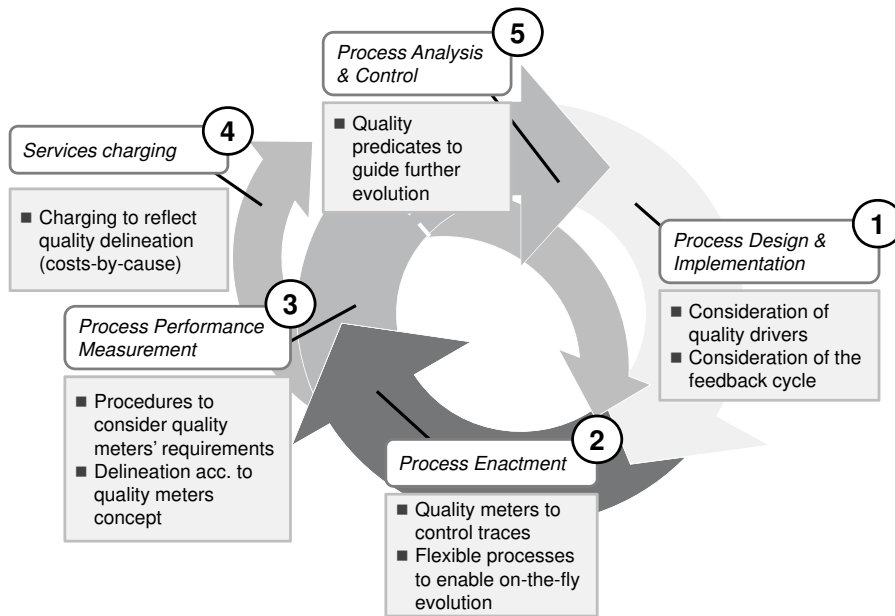 5
Process Analysis
& Control
■ Quality
predicates to
guide further
evolution
4
Services charging
■ Charging to reflect
quality delineation
(costs-by-cause)
1
Process Design &
Implementation
■ Consideration of
quality drivers
■ Consideration of the
feedback cycle
3
Process Performance
Measurement
■ Procedures to
consider quality
meters’ requirements
■ Delineation acc. to
quality meters
concept
2
Process Enactment
■ Quality meters to
control traces
■ Flexible processes
to enable on-the-fly
evolution